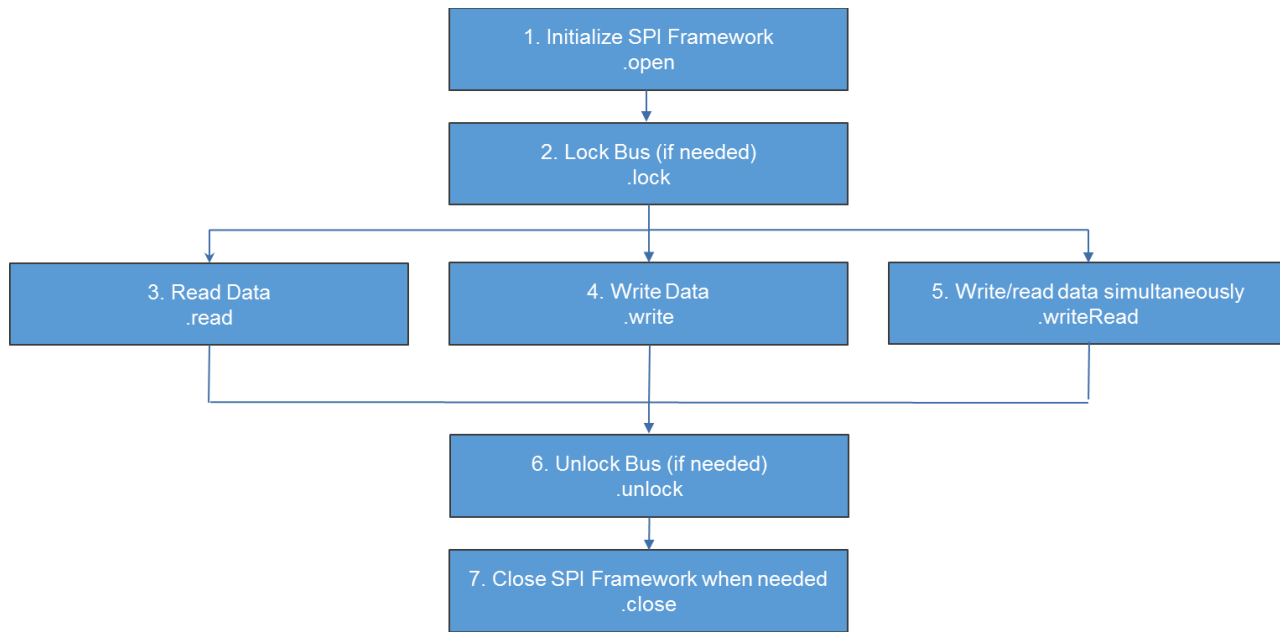 1. Initialize SPI Framework
.open
2. Lock Bus (if needed)
.lock
3. Read Data
.read
4. Write Data
.write
5. Write/read data simultaneously
.writeRead
6. Unlock Bus (if needed)
.unlock
7. Close SPI Framework when needed
.close